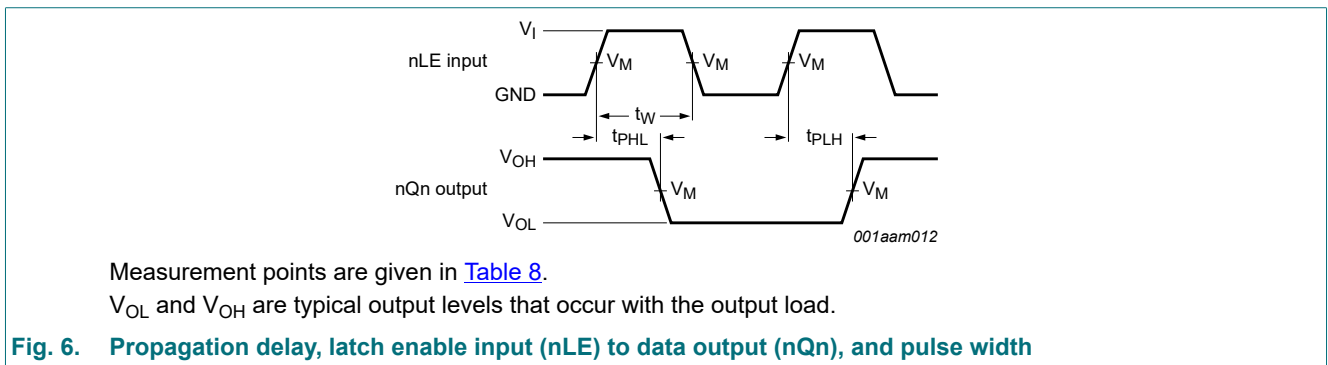 V_I
nLE input
V_M V_M V_M
GND
t_W
t_PHL t_PLH
V_OH
nQn output
V_M V_M
V_OL
001aam012
Measurement points are given in Table 8.
V_OL and V_OH are typical output levels that occur with the output load.
Fig. 6. Propagation delay, latch enable input (nLE) to data output (nQn), and pulse width